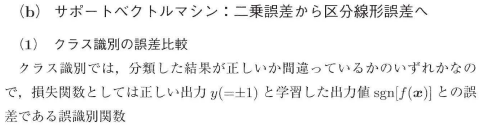 (b) サポートベクトルマシン：二乗誤差から区分線形誤差へ
(1) クラス識別の誤差比較
クラス識別では，分類した結果が正しいか間違っているかのいずれかなの
で，損失関数としては正しい出力 y(=±1) と学習した出力値 sgn[f(x)] との誤
差である誤識別関数